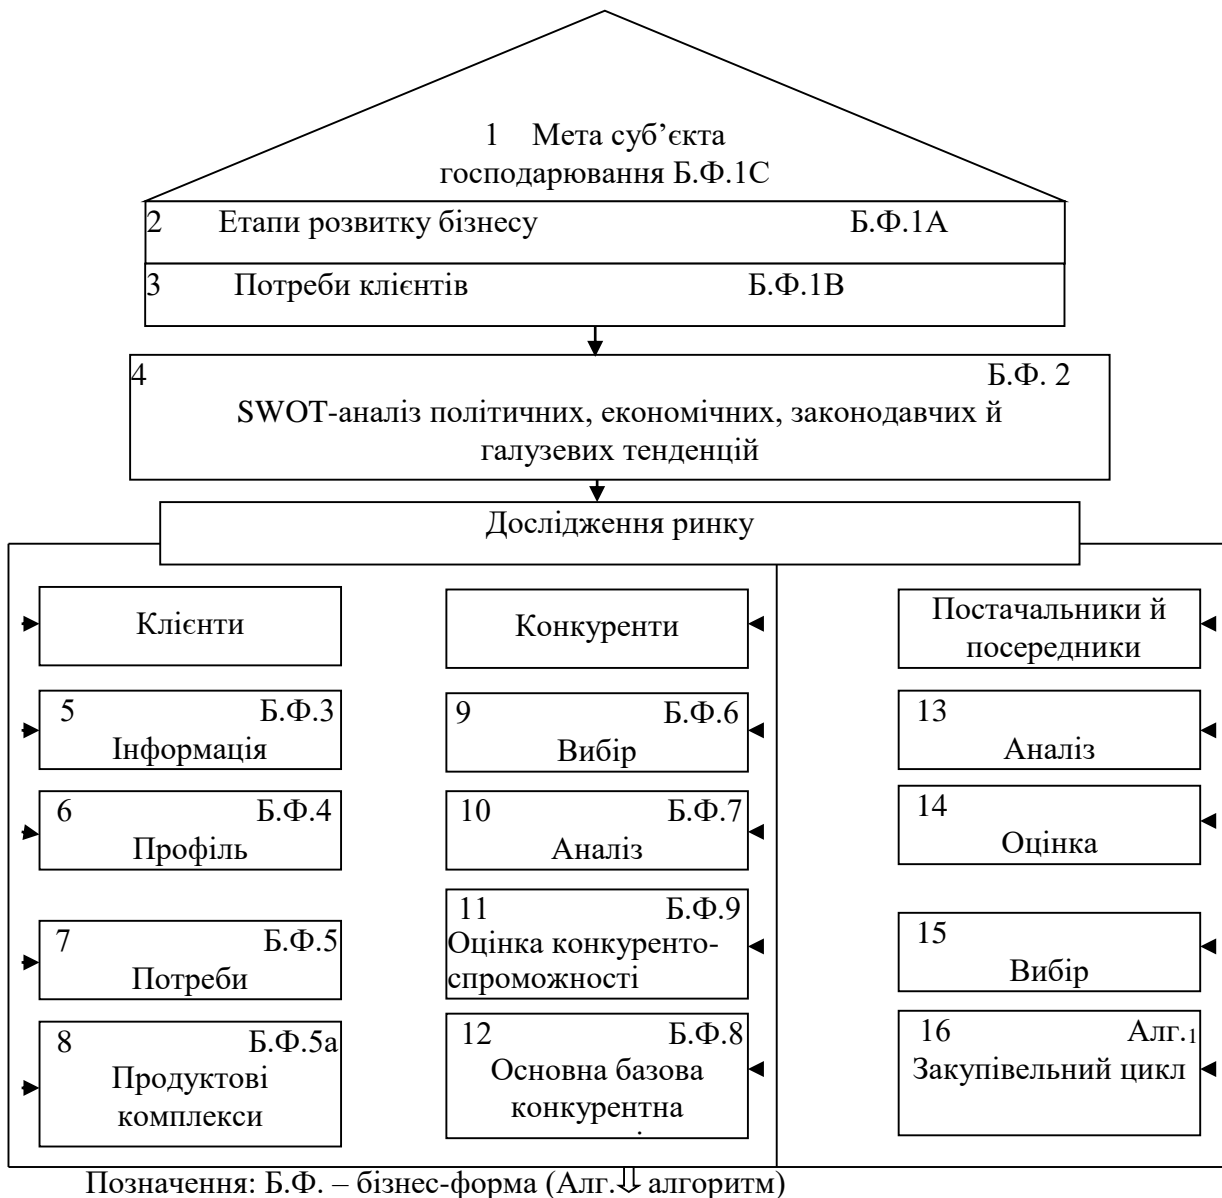 1 Мета суб’єкта
господарювання Б.Ф.1С
2 Етапи розвитку бізнесу Б.Ф.1А
3 Потреби клієнтів Б.Ф.1В
4 Б.Ф. 2
SWOT-аналіз політичних, економічних, законодавчих й
галузевих тенденцій
Дослідження ринку
Клієнти
5 Б.Ф.3
Інформація
6 Б.Ф.4
Профіль
7 Б.Ф.5
Потреби
8 Б.Ф.5а
Продуктові
комплекси
Конкуренти
9 Б.Ф.6
Вибір
10 Б.Ф.7
Аналіз
11 Б.Ф.9
Оцінка конкуренто-
спроможності
12 Б.Ф.8
Основна базова
конкурентна
Постачальники й
посередники
13
Аналіз
14
Оцінка
15
Вибір
16 Алг.1
Закупівельний цикл
Позначення: Б.Ф. – бізнес-форма (Алг. алгоритм)